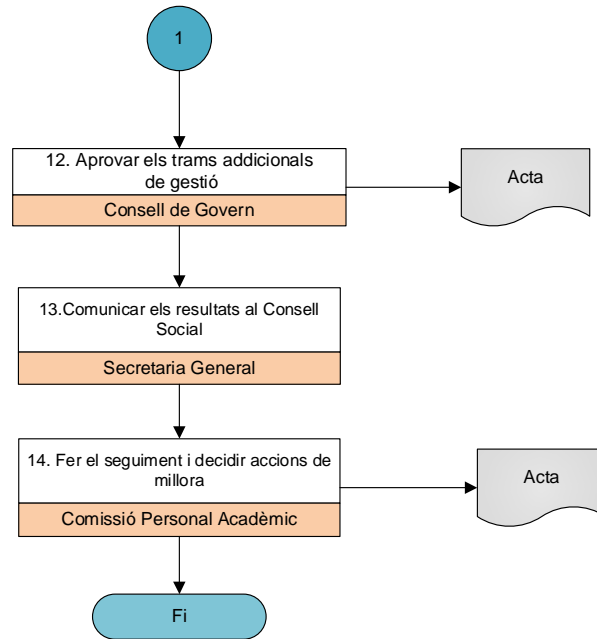 1
12. Aprovar els trams addicionals
de gestió
Consell de Govern
Acta
13.Comunicar els resultats al Consell
Social
Secretaria General
14. Fer el seguiment i decidir accions de
millora
Comissió Personal Acadèmic
Acta
Fi